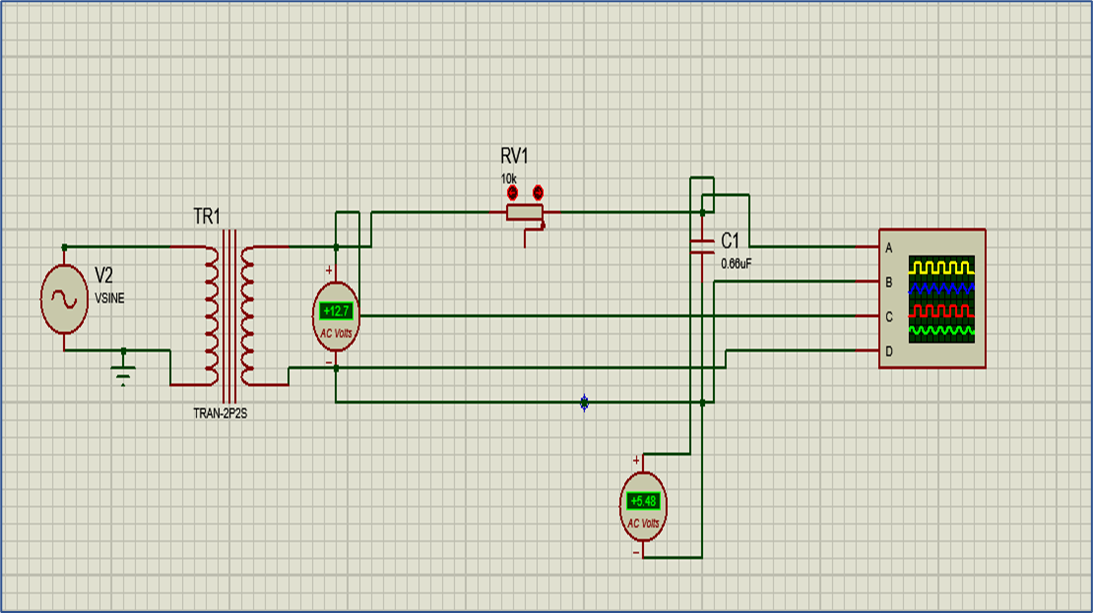 RV1
10k
TR1
V2
VSINE
TRAN-2P2S
+
+12.7
AC Volts
−
C1
0.66uF
A
B
C
D
+
+5.48
AC Volts
−